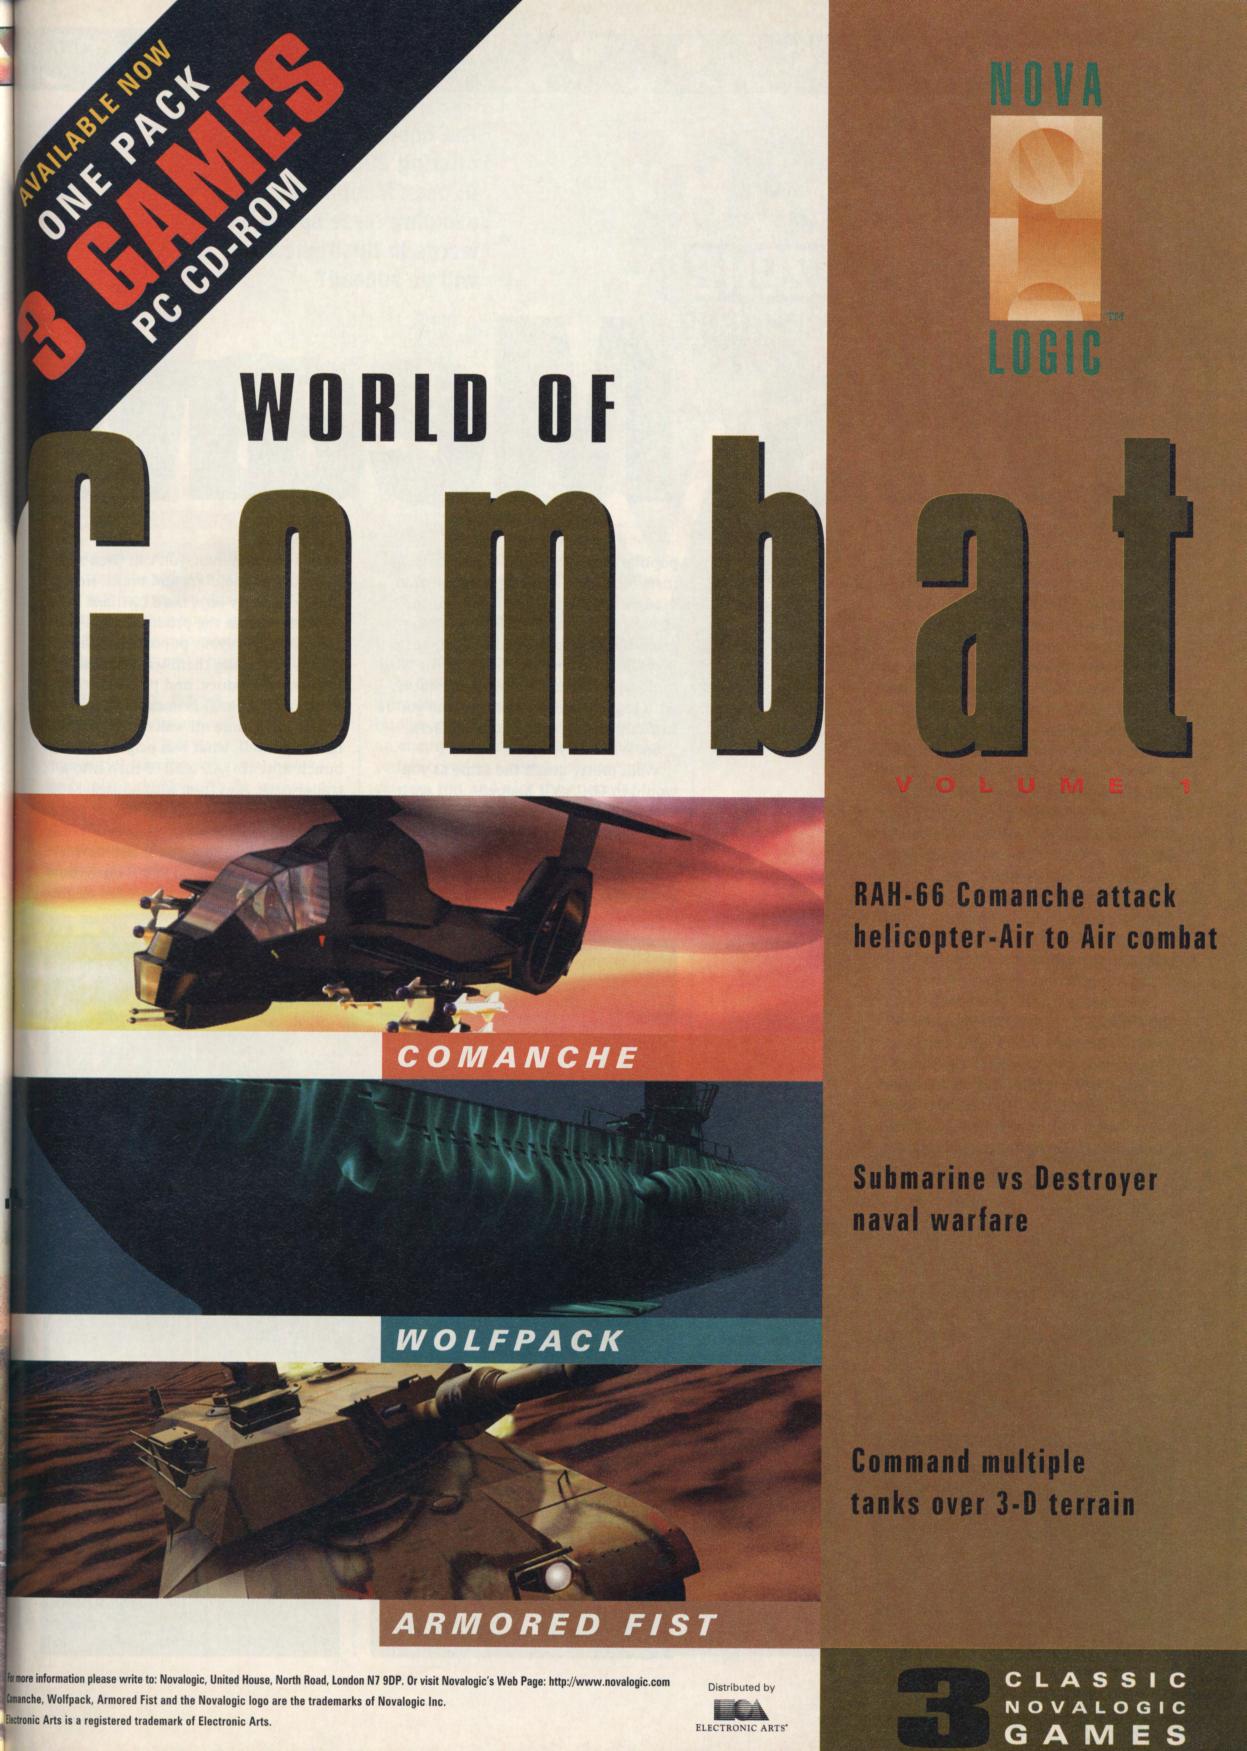 AVAILABLE NOW
ONE PACK
3 GAMES
PC CD-ROM
NOVA
LOGIC
TM
WORLD OF
Combat
VOLUME 1
RAH-66 Comanche attack
helicopter-Air to Air combat
COMANCHE
Submarine vs Destroyer
naval warfare
WOLFPACK
Command multiple
tanks over 3-D terrain
ARMORED FIST
For more information please write to: Novalogic, United House, North Road, London N7 9DP. Or visit Novalogic's Web Page: http://www.novalogic.com
Comanche, Wolfpack, Armored Fist and the Novalogic logo are the trademarks of Novalogic Inc.
Electronic Arts is a registered trademark of Electronic Arts.
Distributed by
ELECTRONIC ARTS®
3 CLASSIC
NOVALOGIC
GAMES